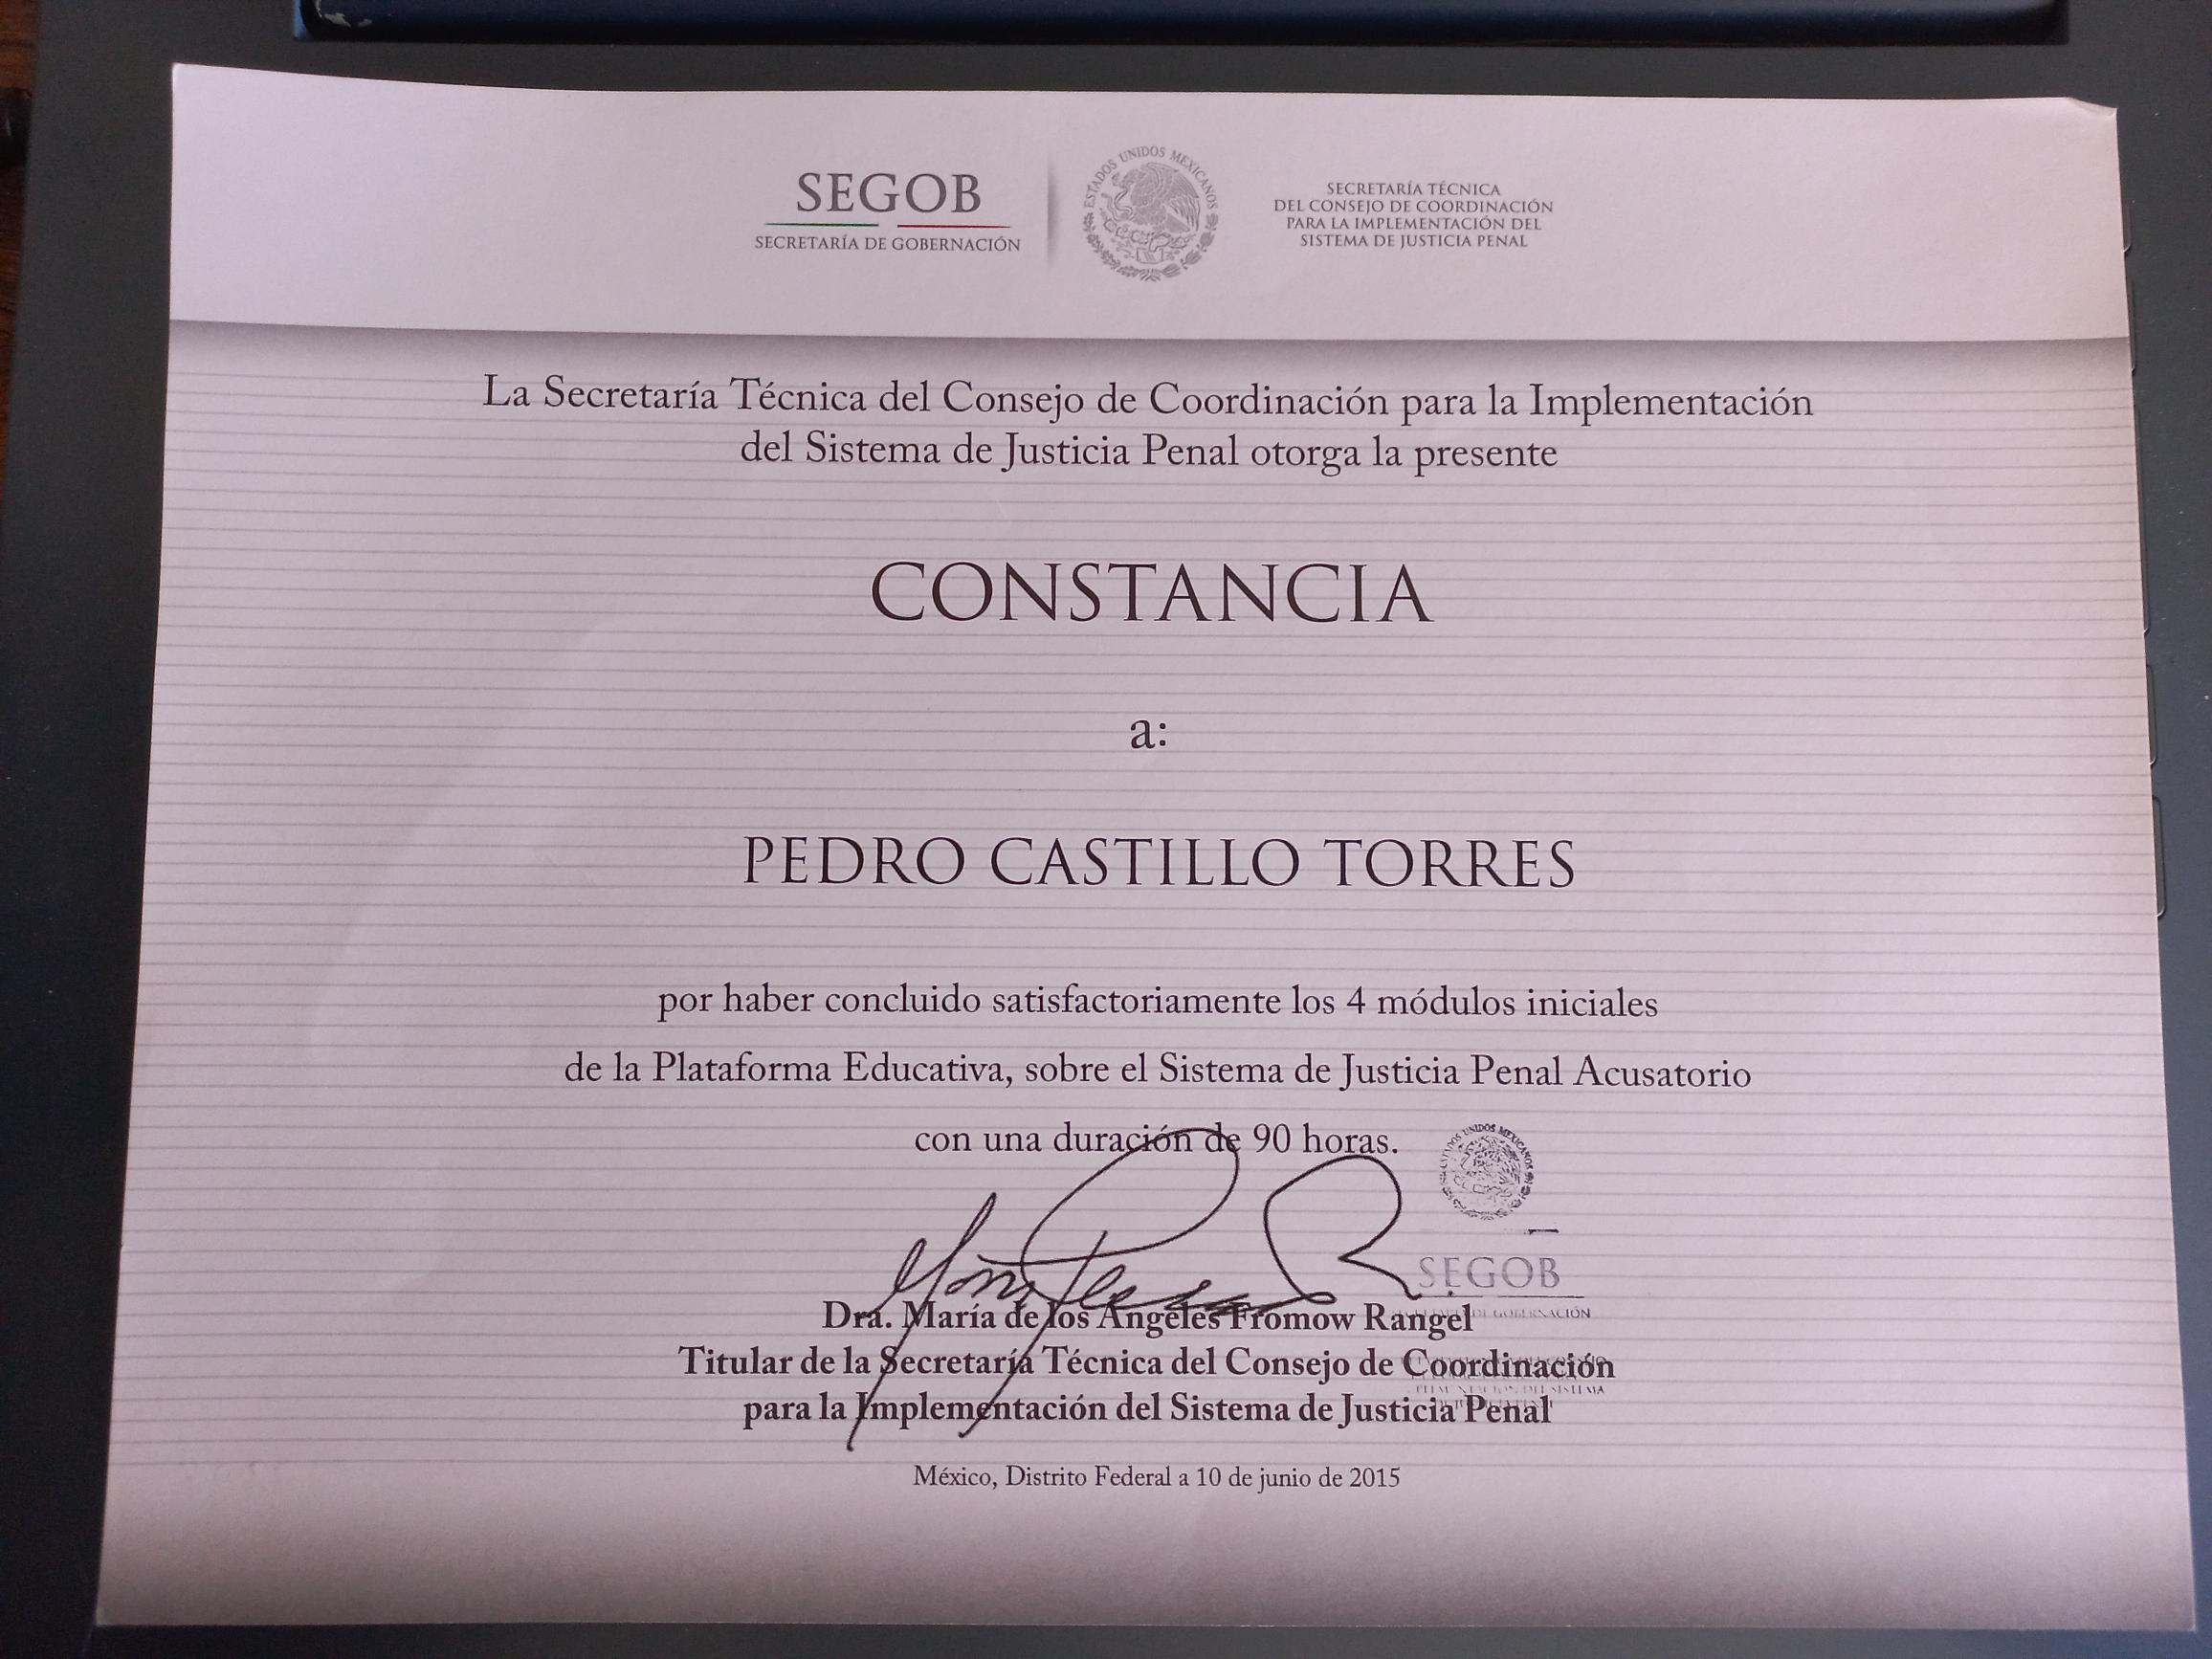 SEGOB
SECRETARÍA DE GOBERNACIÓN
ESTADOS UNIDOS MEXICANOS
SECRETARÍA TÉCNICA
DEL CONSEJO DE COORDINACIÓN
PARA LA IMPLEMENTACIÓN DEL
SISTEMA DE JUSTICIA PENAL
La Secretaría Técnica del Consejo de Coordinación para la Implementación
del Sistema de Justicia Penal otorga la presente
CONSTANCIA
a:
PEDRO CASTILLO TORRES
por haber concluido satisfactoriamente los 4 módulos iniciales
de la Plataforma Educativa, sobre el Sistema de Justicia Penal Acusatorio
con una duración de 90 horas.
UNIDOS MEXICANOS
SEGOB
DE GOBERNACIÓN
Dra. María de los Angeles Fromow Rangel
Titular de la Secretaría Técnica del Consejo de Coordinación
para la Implementación del Sistema de Justicia Penal
México, Distrito Federal a 10 de junio de 2015